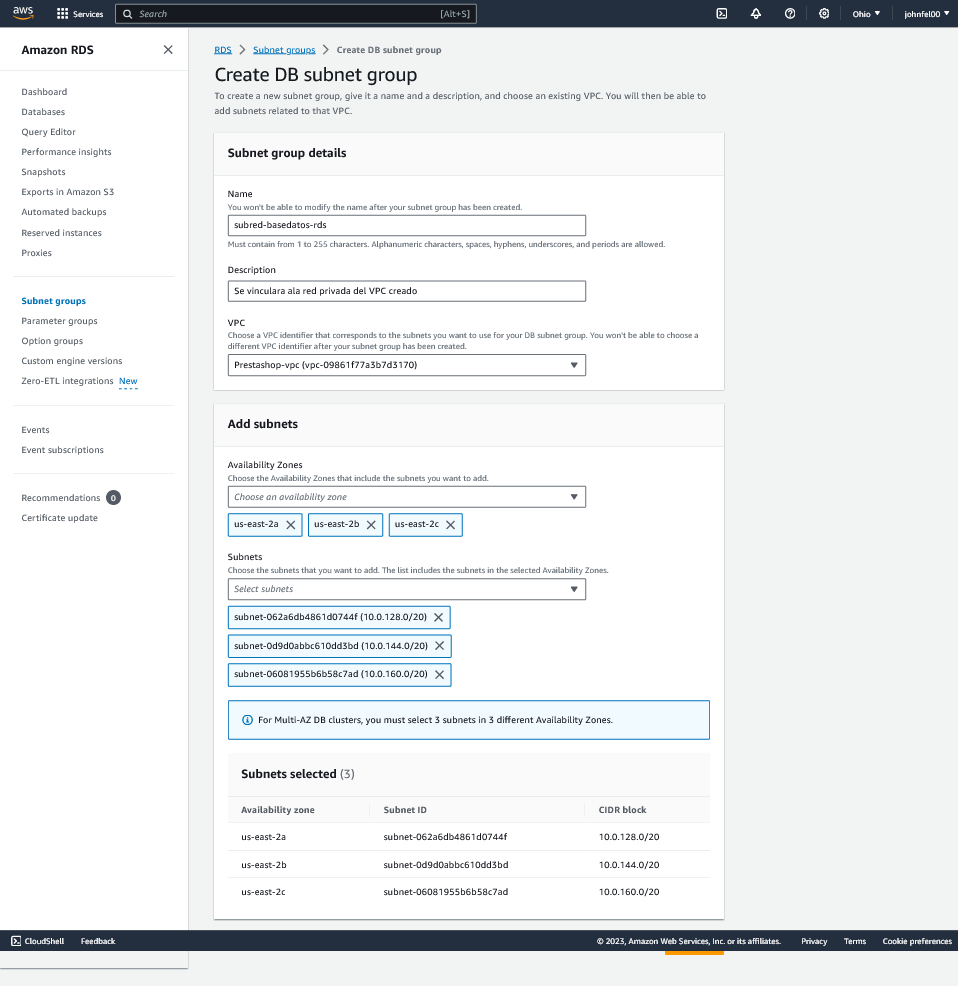 aws Services Search [Alt+S] Ohio johnfel00
Amazon RDS
Dashboard
Databases
Query Editor
Performance insights
Snapshots
Exports in Amazon S3
Automated backups
Reserved instances
Proxies
Subnet groups
Parameter groups
Option groups
Custom engine versions
Zero-ETL integrations New
Events
Event subscriptions
Recommendations 0
Certificate update
RDS > Subnet groups > Create DB subnet group
Create DB subnet group
To create a new subnet group, give it a name and a description, and choose an existing VPC. You will then be able to
add subnets related to that VPC.
Subnet group details
Name
You won't be able to modify the name after your subnet group has been created.
subred-basedatos-rds
Must contain from 1 to 255 characters. Alphanumeric characters, spaces, hyphens, underscores, and periods are allowed.
Description
Se vinculara ala red privada del VPC creado
VPC
Choose a VPC identifier that corresponds to the subnets you want to use for your DB subnet group. You won't be able to choose a
different VPC identifier after your subnet group has been created.
Prestashop-vpc (vpc-09861f77a3b7d3170)
Add subnets
Availability Zones
Choose the Availability Zones that include the subnets you want to add.
Choose an availability zone
us-east-2a us-east-2b us-east-2c
Subnets
Choose the subnets that you want to add. The list includes the subnets in the selected Availability Zones.
Select subnets
subnet-062a6db4861d0744f (10.0.128.0/20)
subnet-0d9d0abbc610dd3bd (10.0.144.0/20)
subnet-06081955b6b58c7ad (10.0.160.0/20)
For Multi-AZ DB clusters, you must select 3 subnets in 3 different Availability Zones.
Subnets selected (3)
Availability zone Subnet ID CIDR block
us-east-2a subnet-062a6db4861d0744f 10.0.128.0/20
us-east-2b subnet-0d9d0abbc610dd3bd 10.0.144.0/20
us-east-2c subnet-06081955b6b58c7ad 10.0.160.0/20
CloudShell Feedback © 2023, Amazon Web Services, Inc. or its affiliates. Privacy Terms Cookie preferences